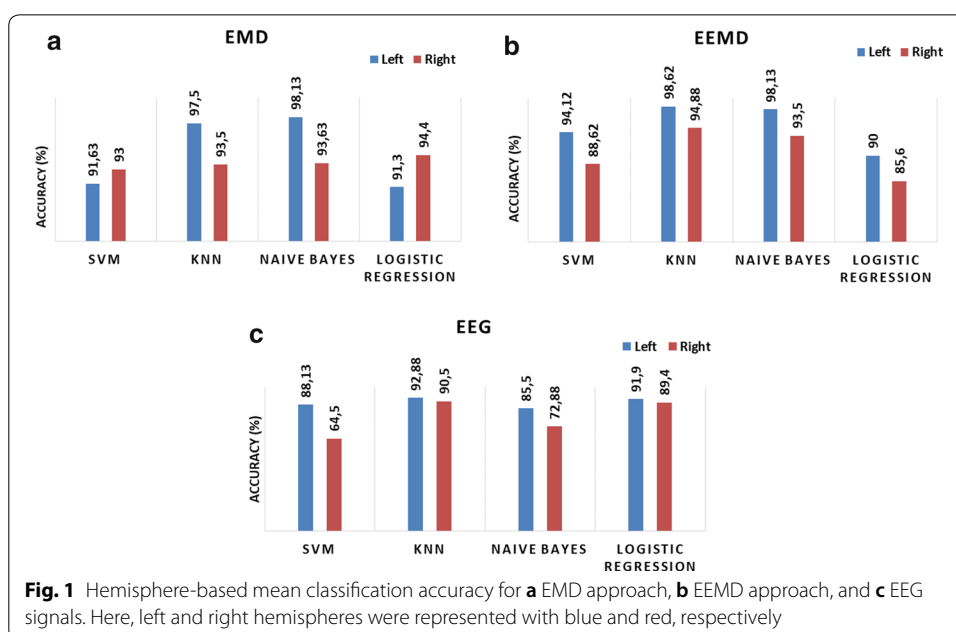 a
EMD
Left Right
ACCURACY (%)
91,63
93
97,5
93,5
98,13
93,63
91,3
94,4
SVM KNN NAIVE BAYES LOGISTIC
REGRESSION
b
EEMD
Left Right
ACCURACY (%)
94,12
88,62
98,62
94,88
98,13
93,5
90
85,6
SVM KNN NAIVE BAYES LOGISTIC
REGRESSION
c
EEG
Left Right
ACCURACY (%)
88,13
64,5
92,88
90,5
85,5
72,88
91,9
89,4
SVM KNN NAIVE BAYES LOGISTIC
REGRESSION
Fig. 1 Hemisphere-based mean classification accuracy for a EMD approach, b EEMD approach, and c EEG
signals. Here, left and right hemispheres were represented with blue and red, respectively